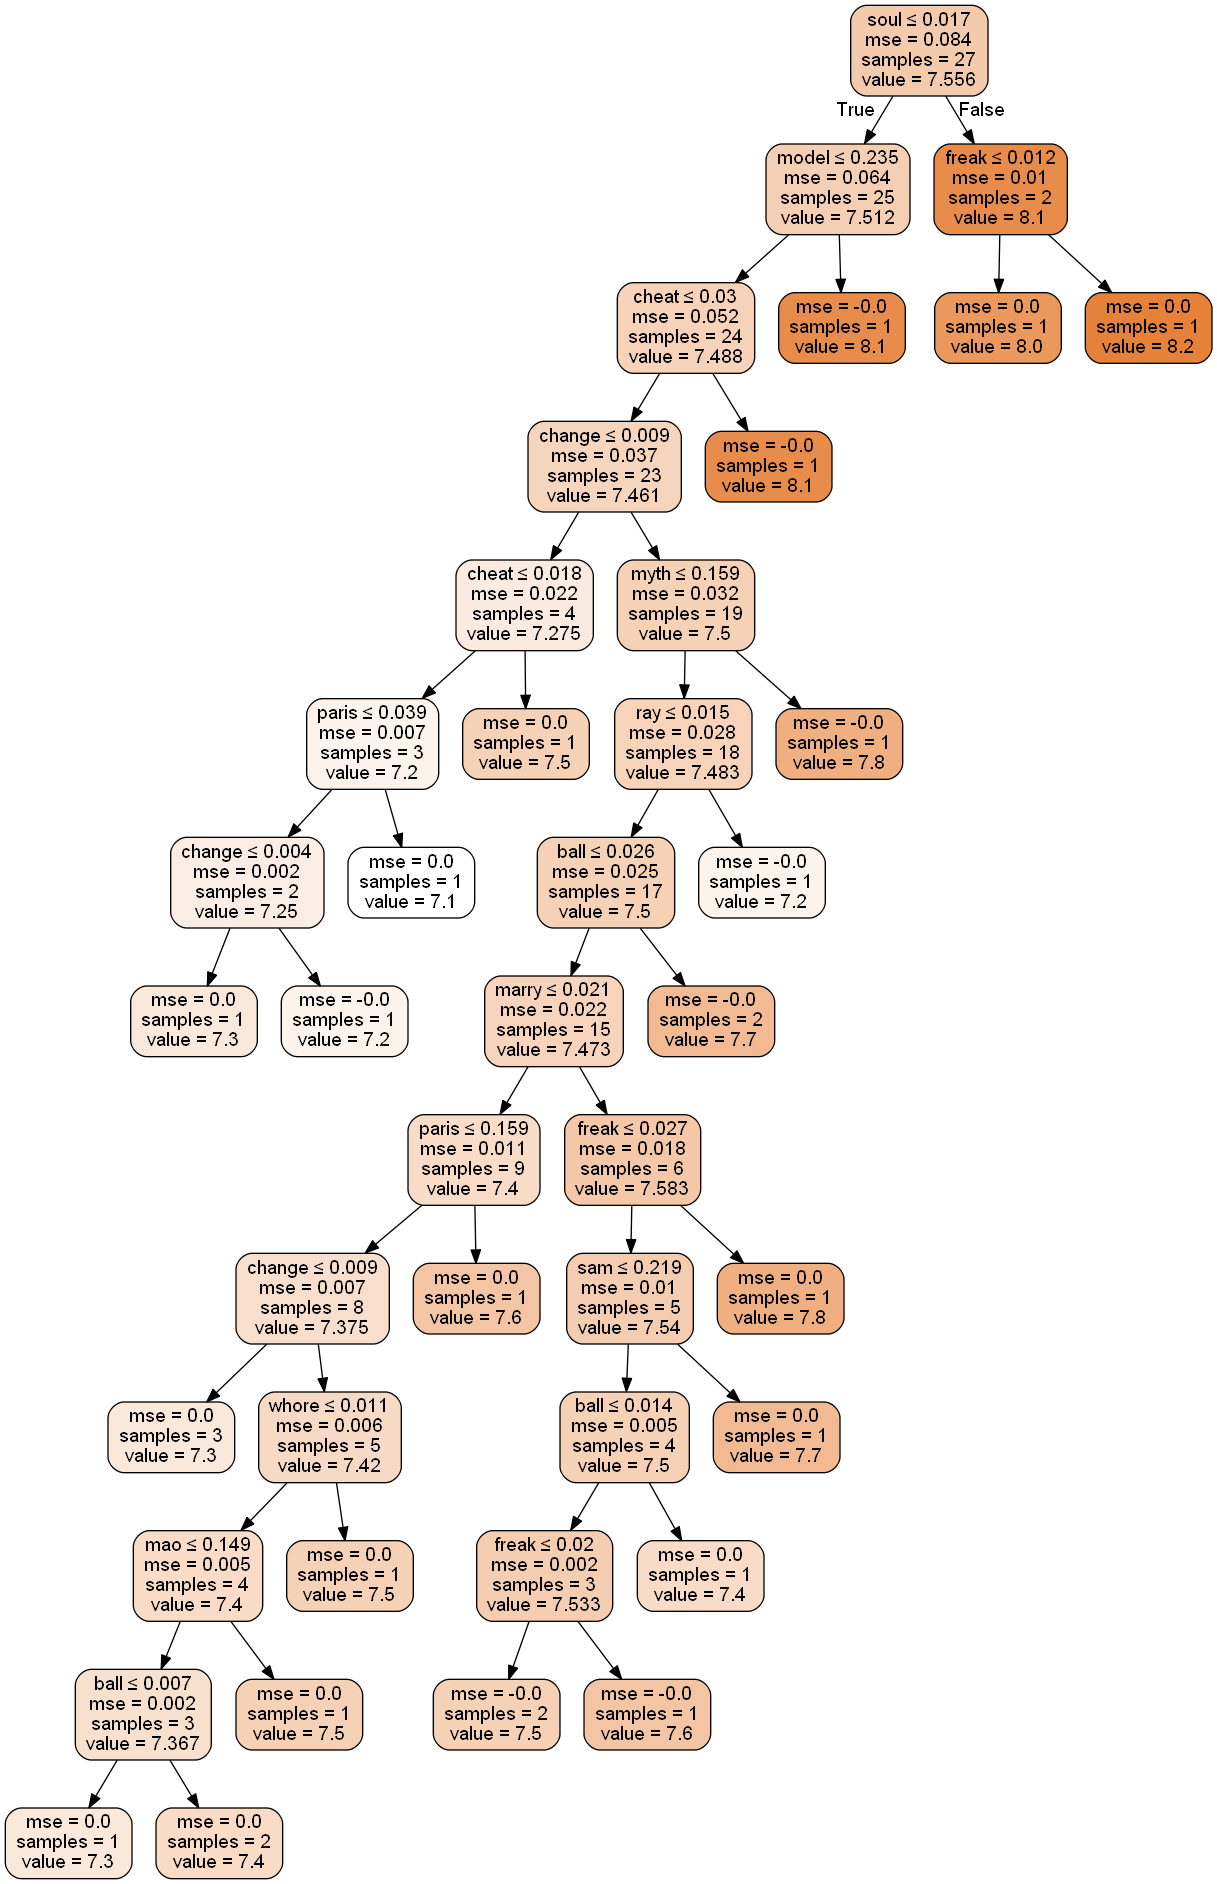 soul ≤ 0.017
mse = 0.084
samples = 27
value = 7.556
True
False
model ≤ 0.235
mse = 0.064
samples = 25
value = 7.512
freak ≤ 0.012
mse = 0.01
samples = 2
value = 8.1
cheat ≤ 0.03
mse = 0.052
samples = 24
value = 7.488
mse = -0.0
samples = 1
value = 8.1
mse = 0.0
samples = 1
value = 8.0
mse = 0.0
samples = 1
value = 8.2
change ≤ 0.009
mse = 0.037
samples = 23
value = 7.461
mse = -0.0
samples = 1
value = 8.1
cheat ≤ 0.018
mse = 0.022
samples = 4
value = 7.275
myth ≤ 0.159
mse = 0.032
samples = 19
value = 7.5
paris ≤ 0.039
mse = 0.007
samples = 3
value = 7.2
mse = 0.0
samples = 1
value = 7.5
ray ≤ 0.015
mse = 0.028
samples = 18
value = 7.483
mse = -0.0
samples = 1
value = 7.8
change ≤ 0.004
mse = 0.002
samples = 2
value = 7.25
mse = 0.0
samples = 1
value = 7.1
ball ≤ 0.026
mse = 0.025
samples = 17
value = 7.5
mse = -0.0
samples = 1
value = 7.2
mse = 0.0
samples = 1
value = 7.3
mse = -0.0
samples = 1
value = 7.2
marry ≤ 0.021
mse = 0.022
samples = 15
value = 7.473
mse = -0.0
samples = 2
value = 7.7
paris ≤ 0.159
mse = 0.011
samples = 9
value = 7.4
freak ≤ 0.027
mse = 0.018
samples = 6
value = 7.583
change ≤ 0.009
mse = 0.007
samples = 8
value = 7.375
mse = 0.0
samples = 1
value = 7.6
sam ≤ 0.219
mse = 0.01
samples = 5
value = 7.54
mse = 0.0
samples = 1
value = 7.8
mse = 0.0
samples = 3
value = 7.3
whore ≤ 0.011
mse = 0.006
samples = 5
value = 7.42
ball ≤ 0.014
mse = 0.005
samples = 4
value = 7.5
mse = 0.0
samples = 1
value = 7.7
mao ≤ 0.149
mse = 0.005
samples = 4
value = 7.4
mse = 0.0
samples = 1
value = 7.5
freak ≤ 0.02
mse = 0.002
samples = 3
value = 7.533
mse = 0.0
samples = 1
value = 7.4
ball ≤ 0.007
mse = 0.002
samples = 3
value = 7.367
mse = 0.0
samples = 1
value = 7.5
mse = -0.0
samples = 2
value = 7.5
mse = -0.0
samples = 1
value = 7.6
mse = 0.0
samples = 1
value = 7.3
mse = 0.0
samples = 2
value = 7.4